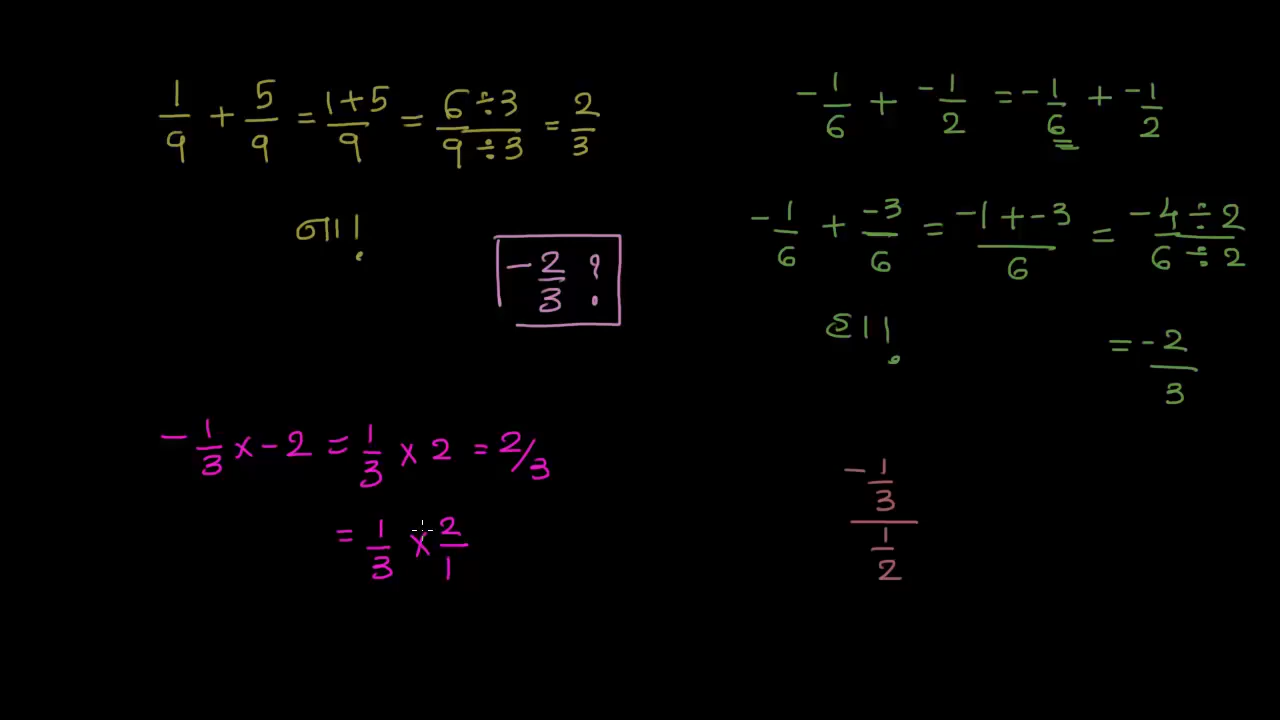 1/9 + 5/9 = 1+5/9 = 6÷3/9÷3 = 2/3
ના!
-2/3 ?
-1/6 + -1/2 = -1/6 + -1/2
-1/6 + -3/6 = -1+-3/6 = -4÷2/6÷2
હા!
= -2/3
-1/3 × -2 = 1/3 × 2 = 2/3
= 1/3 × 2/1
-1/3 / 1/2